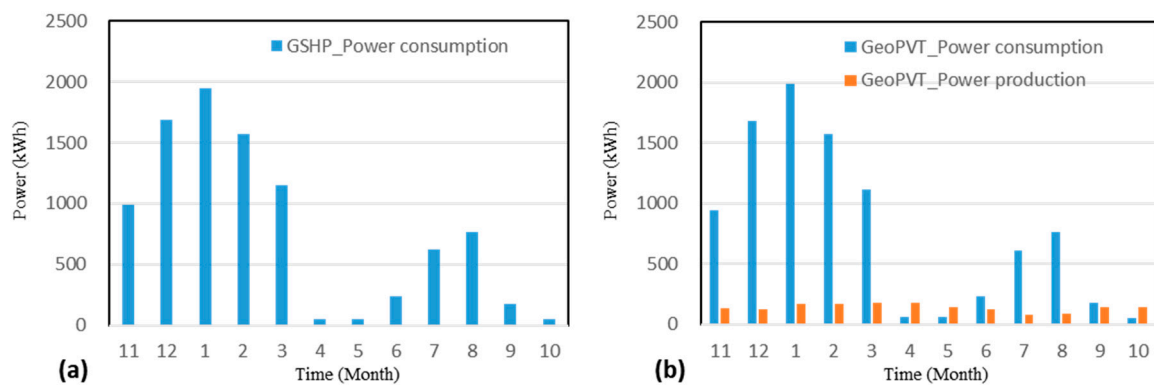 2500
GSHP_Power consumption
2000
1500
1000
500
0
Power (kWh)
11 12 1 2 3 4 5 6 7 8 9 10
Time (Month)
(a)
2500
GeoPVT_Power consumption
GeoPVT_Power production
2000
1500
1000
500
0
Power (kWh)
11 12 1 2 3 4 5 6 7 8 9 10
Time (Month)
(b)